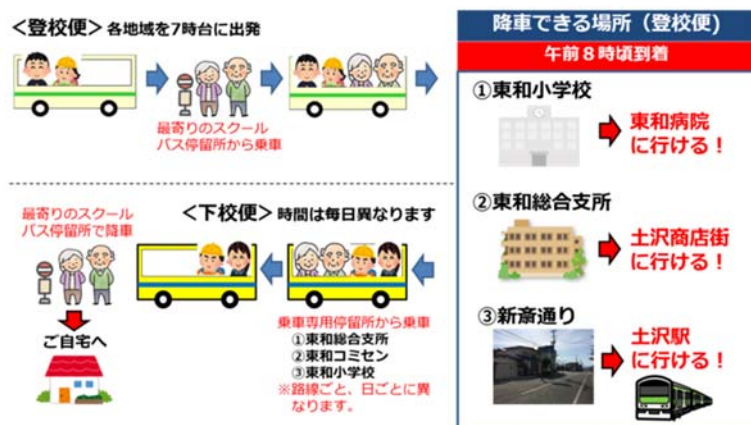 <登校便> 各地域を7時台に出発
最寄りのスクール
バス停留所から乗車
最寄りのスクール
バス停留所で降車
ご自宅へ
<下校便> 時間は毎日異なります
乗車専用停留所から乗車
①東和総合支所
②東和コミセン
③東和小学校
※路線ごと、日ごとに異
なります。
降車できる場所(登校便)
午前8時頃到着
①東和小学校
東和病院
に行ける!
②東和総合支所
土沢商店街
に行ける!
③新斎通り
土沢駅
に行ける!